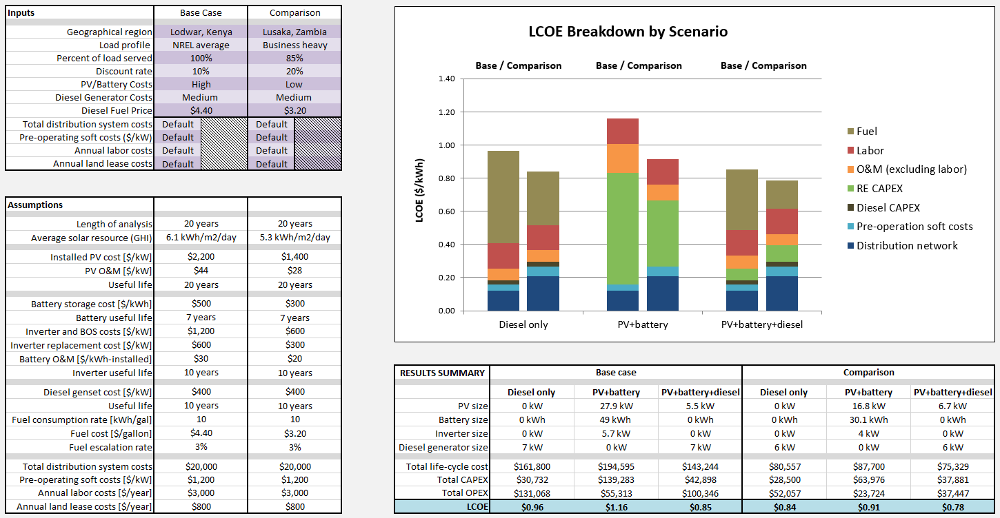 Inputs Base Case Comparison
Geographical region Lodwar, Kenya Lusaka, Zambia
Load profile NREL average Business heavy
Percent of load served 100% 85%
Discount rate 10% 20%
PV/Battery Costs High Low
Diesel Generator Costs Medium Medium
Diesel Fuel Price $4.40 $3.20
Total distribution system costs Default Default
Pre-operating soft costs ($/kW) Default Default
Annual labor costs Default Default
Annual land lease costs Default Default
Assumptions
Length of analysis 20 years 20 years
Average solar resource (GHI) 6.1 kWh/m2/day 5.3 kWh/m2/day
Installed PV cost [$/kW] $2,200 $1,400
PV O&M [$/kW] $44 $28
Useful life 20 years 20 years
Battery storage cost [$/kWh] $500 $300
Battery useful life 7 years 7 years
Inverter and BOS costs [$/kW] $1,200 $600
Inverter replacement cost [$/kW] $600 $300
Battery O&M [$/kWh-installed] $30 $20
Inverter useful life 10 years 10 years
Diesel genset cost [$/kW] $400 $400
Useful life 10 years 10 years
Fuel consumption rate [kWh/gal] 10 10
Fuel cost [$/gallon] $4.40 $3.20
Fuel escalation rate 3% 3%
Total distribution system costs $20,000 $20,000
Pre-operating soft costs [$/kW] $1,200 $1,200
Annual labor costs [$/year] $3,000 $3,000
Annual land lease costs [$/year] $800 $800
LCOE Breakdown by Scenario
Base / Comparison Base / Comparison Base / Comparison
LCOE ($/kWh)
1.40
1.20
1.00
0.80
0.60
0.40
0.20
0.00
Diesel only PV+battery PV+battery+diesel
Fuel
Labor
O&M (excluding labor)
RE CAPEX
Diesel CAPEX
Pre-operation soft costs
Distribution network
RESULTS SUMMARY Base case Comparison
Diesel only PV+battery PV+battery+diesel Diesel only PV+battery PV+battery+diesel
PV size 0 kW 27.9 kW 5.5 kW 0 kW 16.8 kW 6.7 kW
Battery size 0 kWh 49 kWh 0 kWh 0 kWh 30.1 kWh 0 kWh
Inverter size 0 kW 5.7 kW 0 kW 0 kW 4 kW 0 kW
Diesel generator size 7 kW 0 kW 7 kW 6 kW 0 kW 6 kW
Total life-cycle cost $161,800 $194,595 $143,244 $80,557 $87,700 $75,329
Total CAPEX $30,732 $139,283 $42,898 $28,500 $63,976 $37,881
Total OPEX $131,068 $55,313 $100,346 $52,057 $23,724 $37,447
LCOE $0.96 $1.16 $0.85 $0.84 $0.91 $0.78